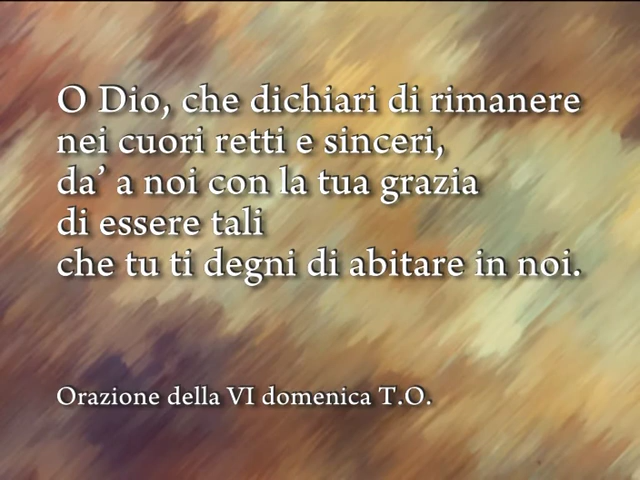 O Dio, che dichiari di rimanere
nei cuori retti e sinceri,
da’ a noi con la tua grazia
di essere tali
che tu ti degni di abitare in noi.
Orazione della VI domenica T.O.